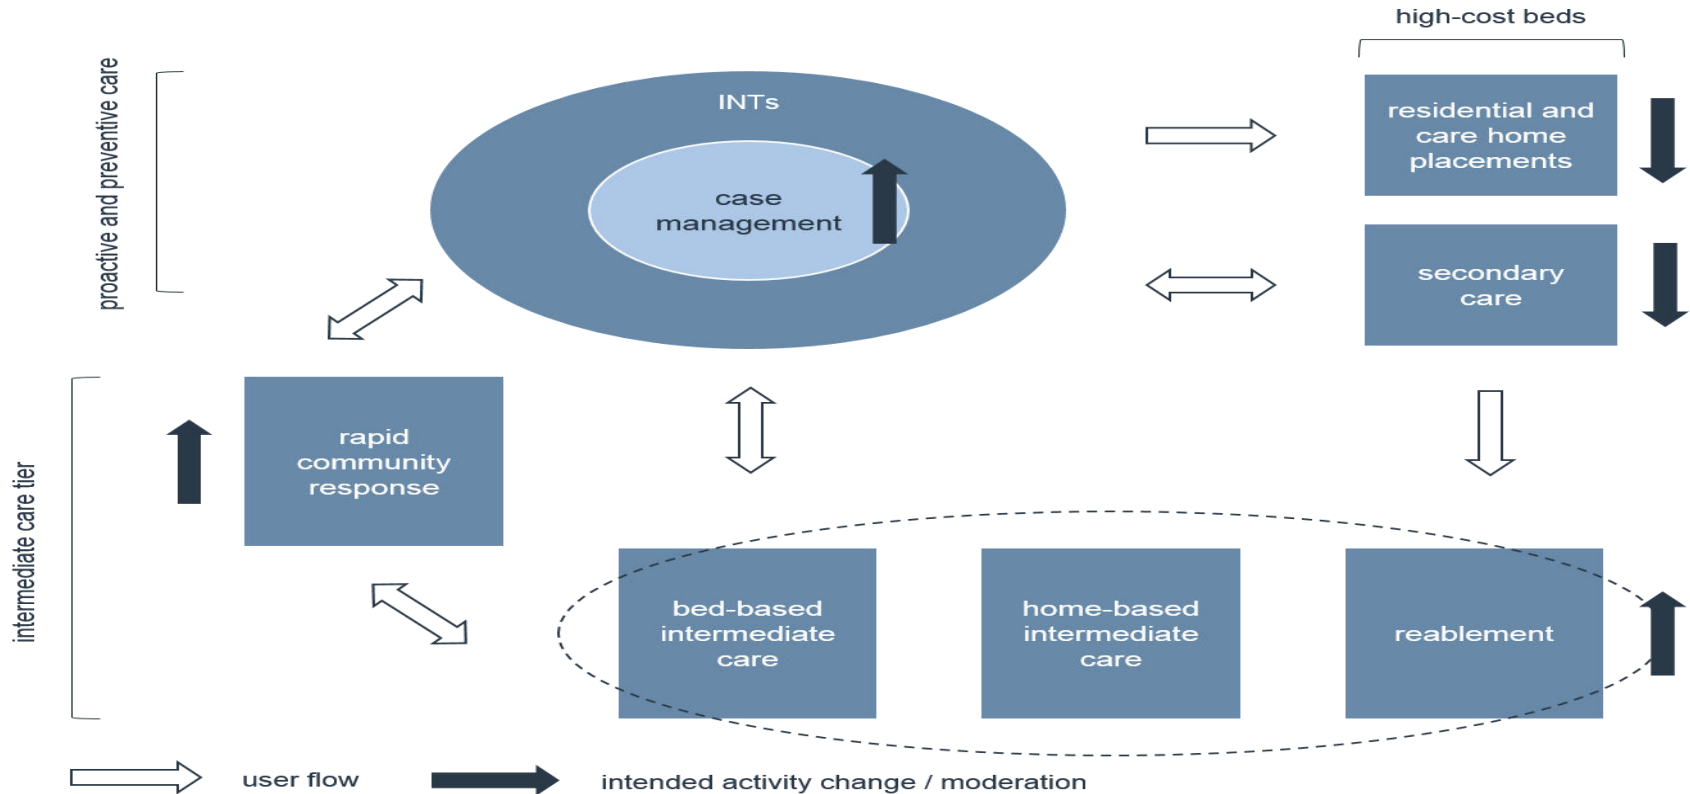 high-cost beds
proactive and preventive care
INTs
case
management
residential and
care home
placements
secondary
care
intermediate care tier
rapid
community
response
bed-based
intermediate
care
home-based
intermediate
care
reablement
user flow
intended activity change / moderation